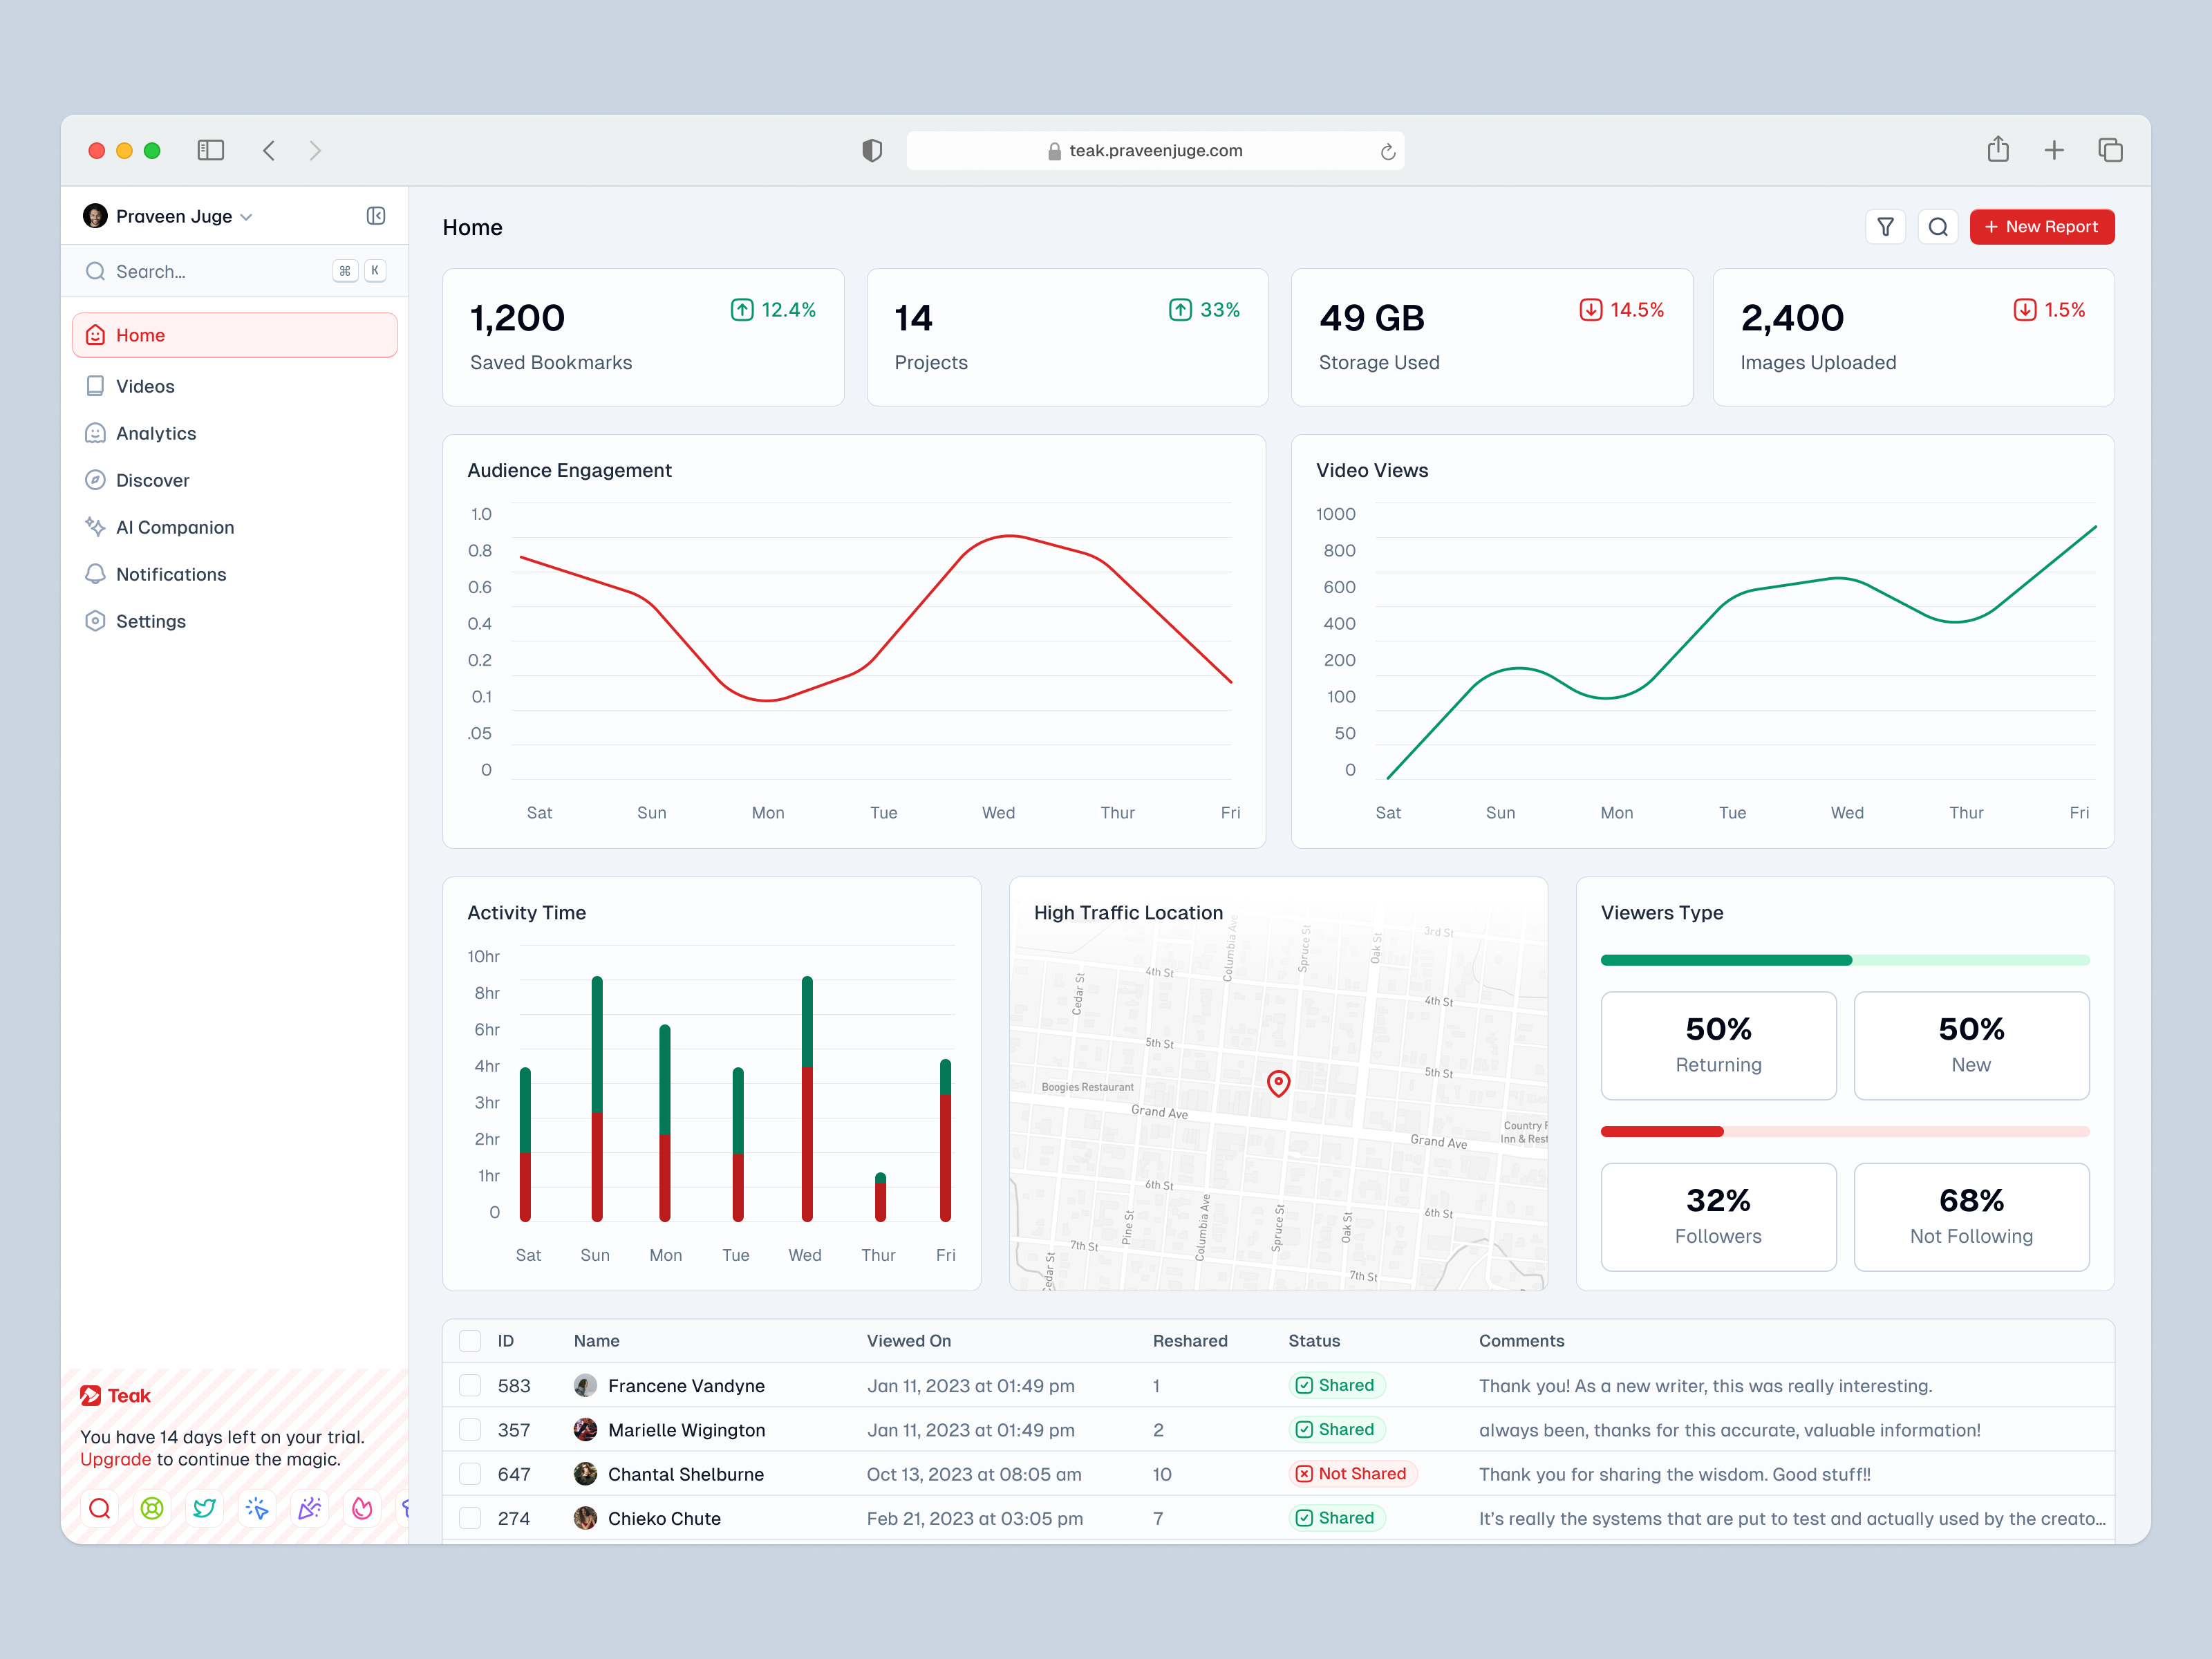 teak.praveenjuge.com
Praveen Juge
Search...
⌘ K
Home
Videos
Analytics
Discover
AI Companion
Notifications
Settings
Teak
You have 14 days left on your trial.
Upgrade to continue the magic.
Home
+ New Report
1,200
12.4%
Saved Bookmarks
14
33%
Projects
49 GB
14.5%
Storage Used
2,400
1.5%
Images Uploaded
Audience Engagement
1.0
0.8
0.6
0.4
0.2
0.1
.05
0
Sat Sun Mon Tue Wed Thur Fri
Video Views
1000
800
600
400
200
100
50
0
Sat Sun Mon Tue Wed Thur Fri
Activity Time
10hr
8hr
6hr
4hr
3hr
2hr
1hr
0
Sat Sun Mon Tue Wed Thur Fri
High Traffic Location
Columbia Ave
Spruce St
Oak St
3rd St
4th St
Cedar St
4th St
5th St
5th St
Boogies Restaurant
Grand Ave
Grand Ave
Country
Inn & Rest
6th St
6th St
Pine St
Columbia Ave
Spruce St
Oak St
7th St
Cedar St
7th St
Viewers Type
50%
Returning
50%
New
32%
Followers
68%
Not Following
ID Name Viewed On Reshared Status Comments
583 Francene Vandyne Jan 11, 2023 at 01:49 pm 1 Shared Thank you! As a new writer, this was really interesting.
357 Marielle Wigington Jan 11, 2023 at 01:49 pm 2 Shared always been, thanks for this accurate, valuable information!
647 Chantal Shelburne Oct 13, 2023 at 08:05 am 10 Not Shared Thank you for sharing the wisdom. Good stuff!!
274 Chieko Chute Feb 21, 2023 at 03:05 pm 7 Shared It's really the systems that are put to test and actually used by the creato...